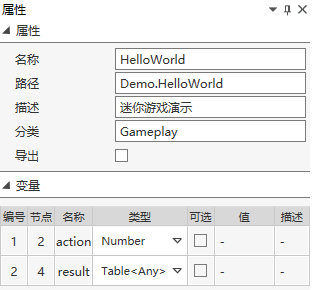 属性
属性
名称 HelloWorld
路径 Demo.HelloWorld
描述 迷你游戏演示
分类 Gameplay
导出
变量
编号 节点 名称 类型 可选 值 描述
1 2 action Number - -
2 4 result Table<Any> - -